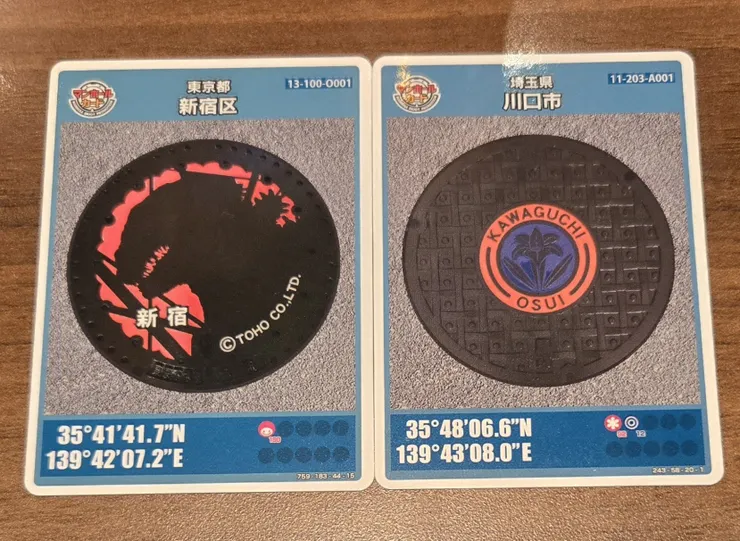 マンホール
カード
東京都
新宿区
13-100-O001
新宿
©TOHO CO.,LTD.
35°41'41.7"N
139°42'07.2"E
100
759-183-44-15
マンホール
カード
埼玉県
川口市
11-203-A001
KAWAGUCHI
OSUI
35°48'06.6"N
139°43'08.0"E
12
243-58-20-1